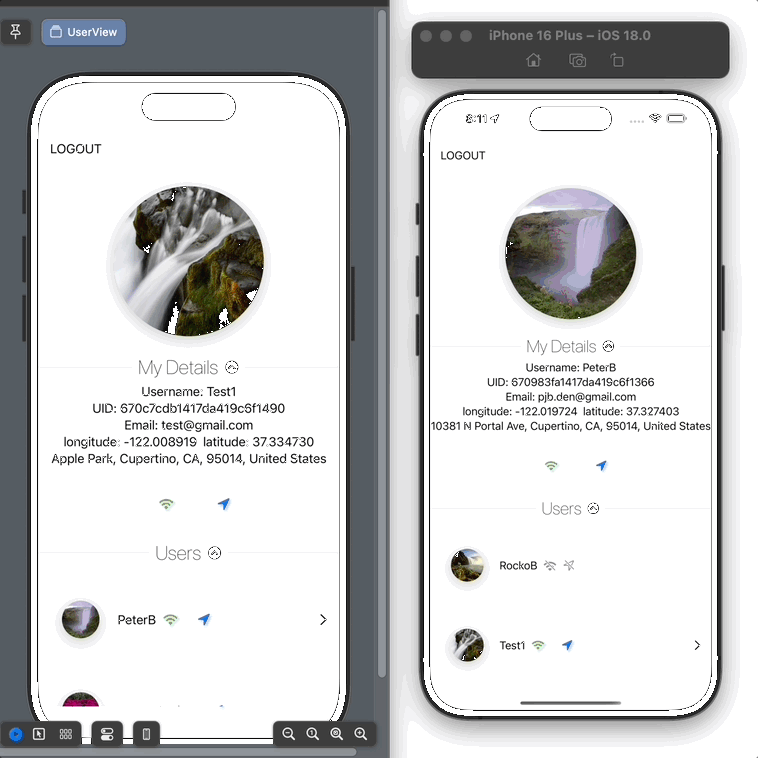 UserView
LOGOUT
My Details
Username: Test1
UID: 670c7cdb1417da419c6f1490
Email: test@gmail.com
longitude: -122.008919 latitude: 37.334730
Apple Park, Cupertino, CA, 95014, United States
Users
PeterB
iPhone 16 Plus – iOS 18.0
8:11
LOGOUT
My Details
Username: PeterB
UID: 670983fa1417da419c6f1366
Email: pjb.den@gmail.com
longitude: -122.019724 latitude: 37.327403
10381 N Portal Ave, Cupertino, CA, 95014, United States
Users
RockoB
Test1